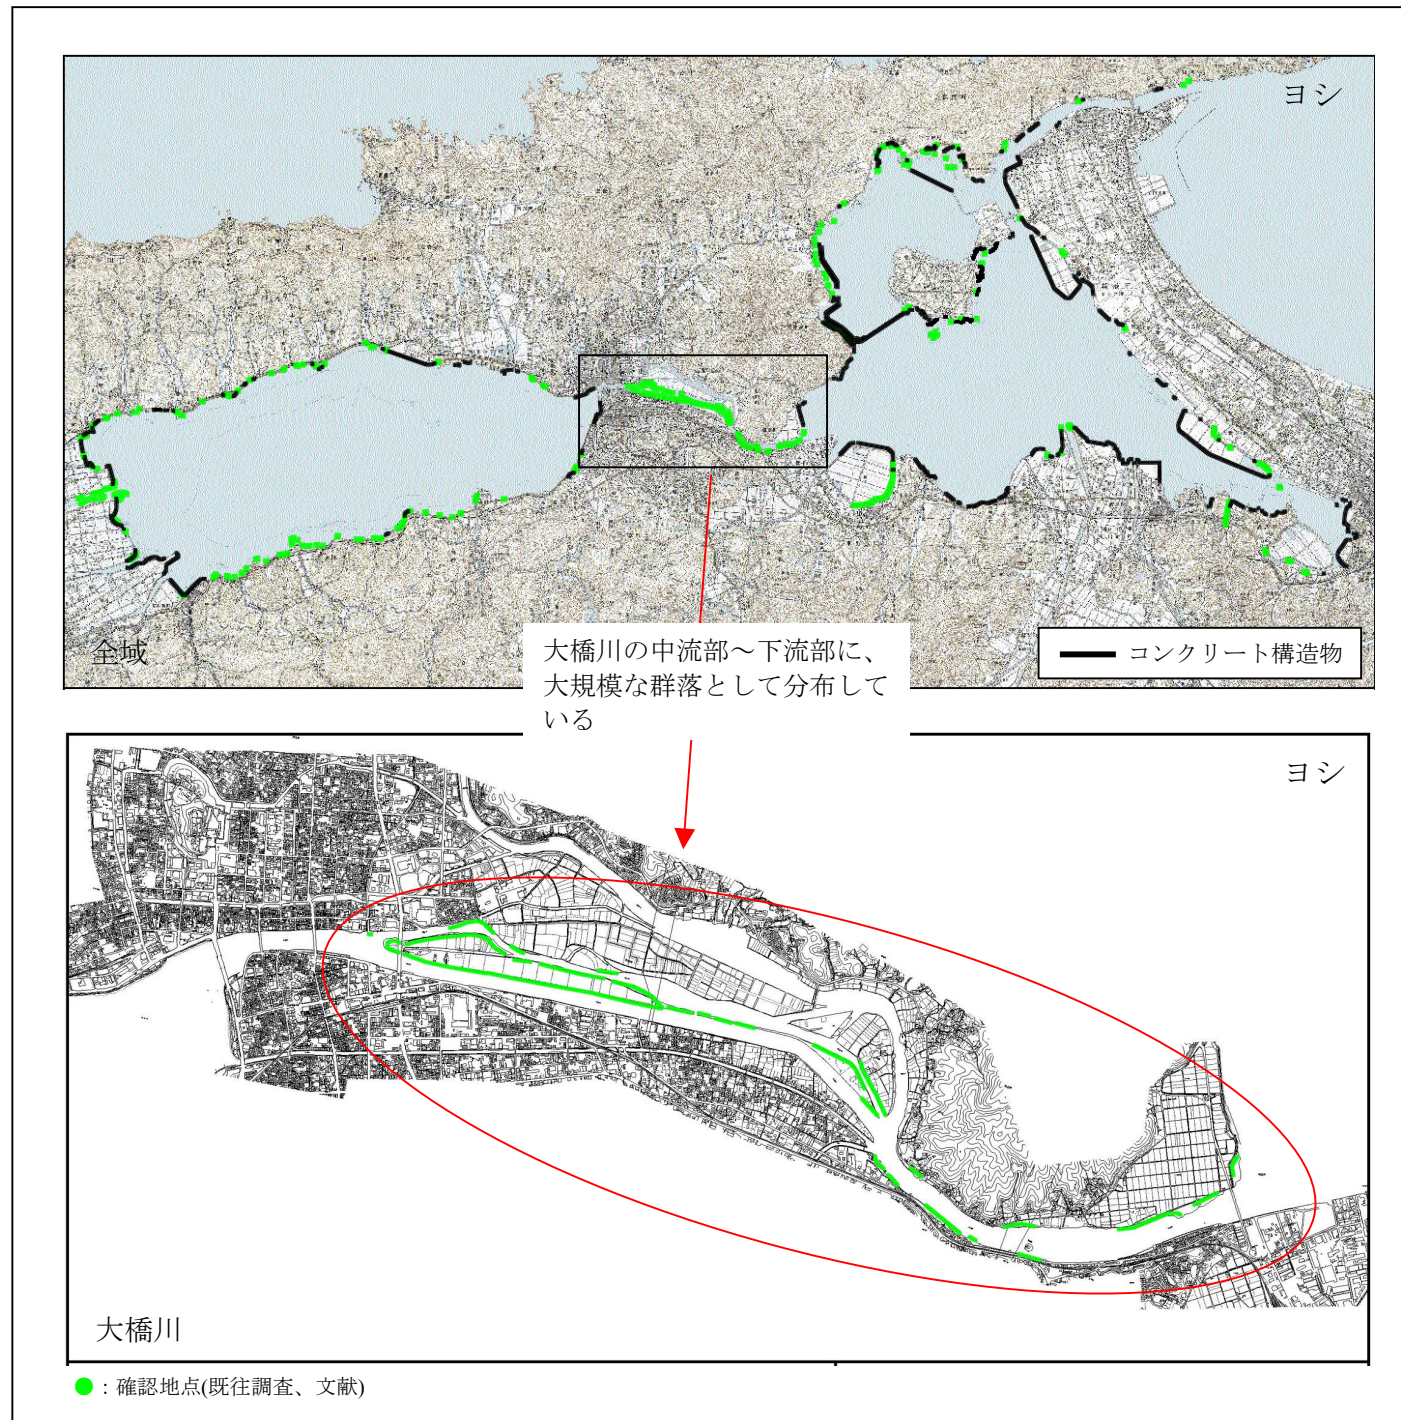 ヨシ
全域
コンクリート構造物
大橋川の中流部～下流部に、
大規模な群落として分布して
いる
ヨシ
大橋川
：確認地点(既往調査、文献)